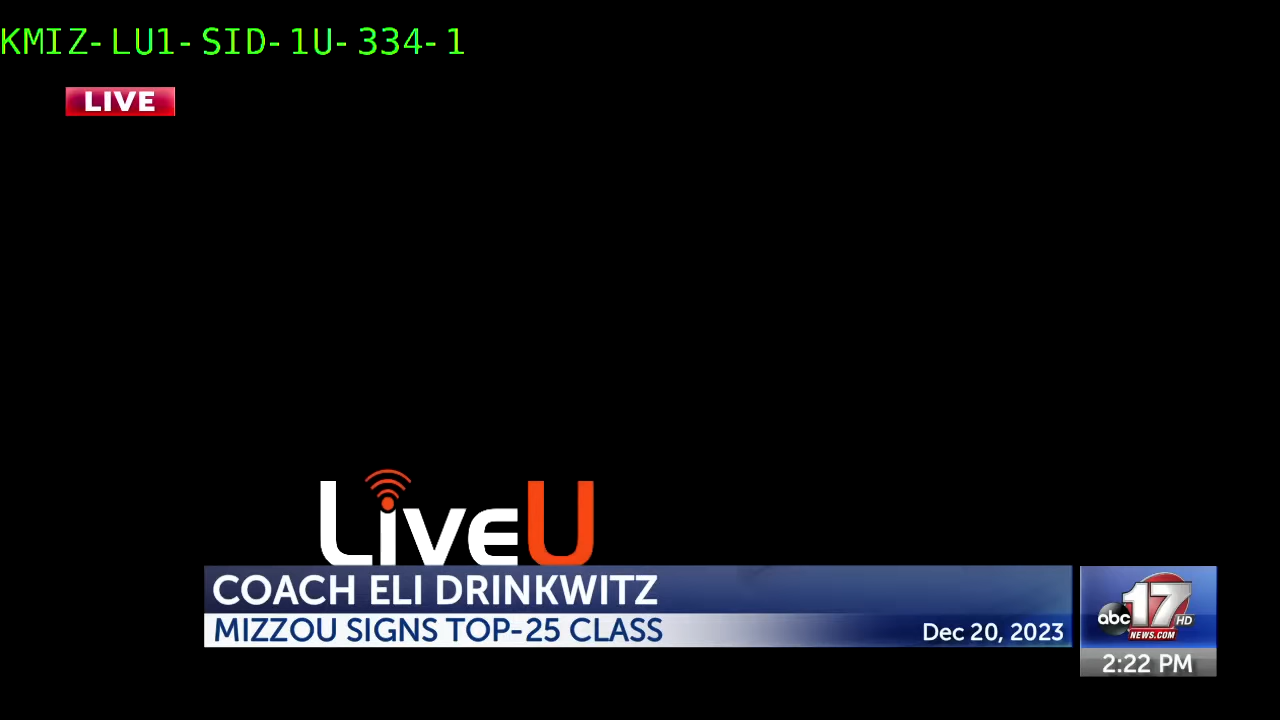 KMIZ-LU1-SID-1U-334-1
LIVE
LiveU
COACH ELI DRINKWITZ
MIZZOU SIGNS TOP-25 CLASS
Dec 20, 2023
abc 17 HD
NEWS.COM
2:22 PM